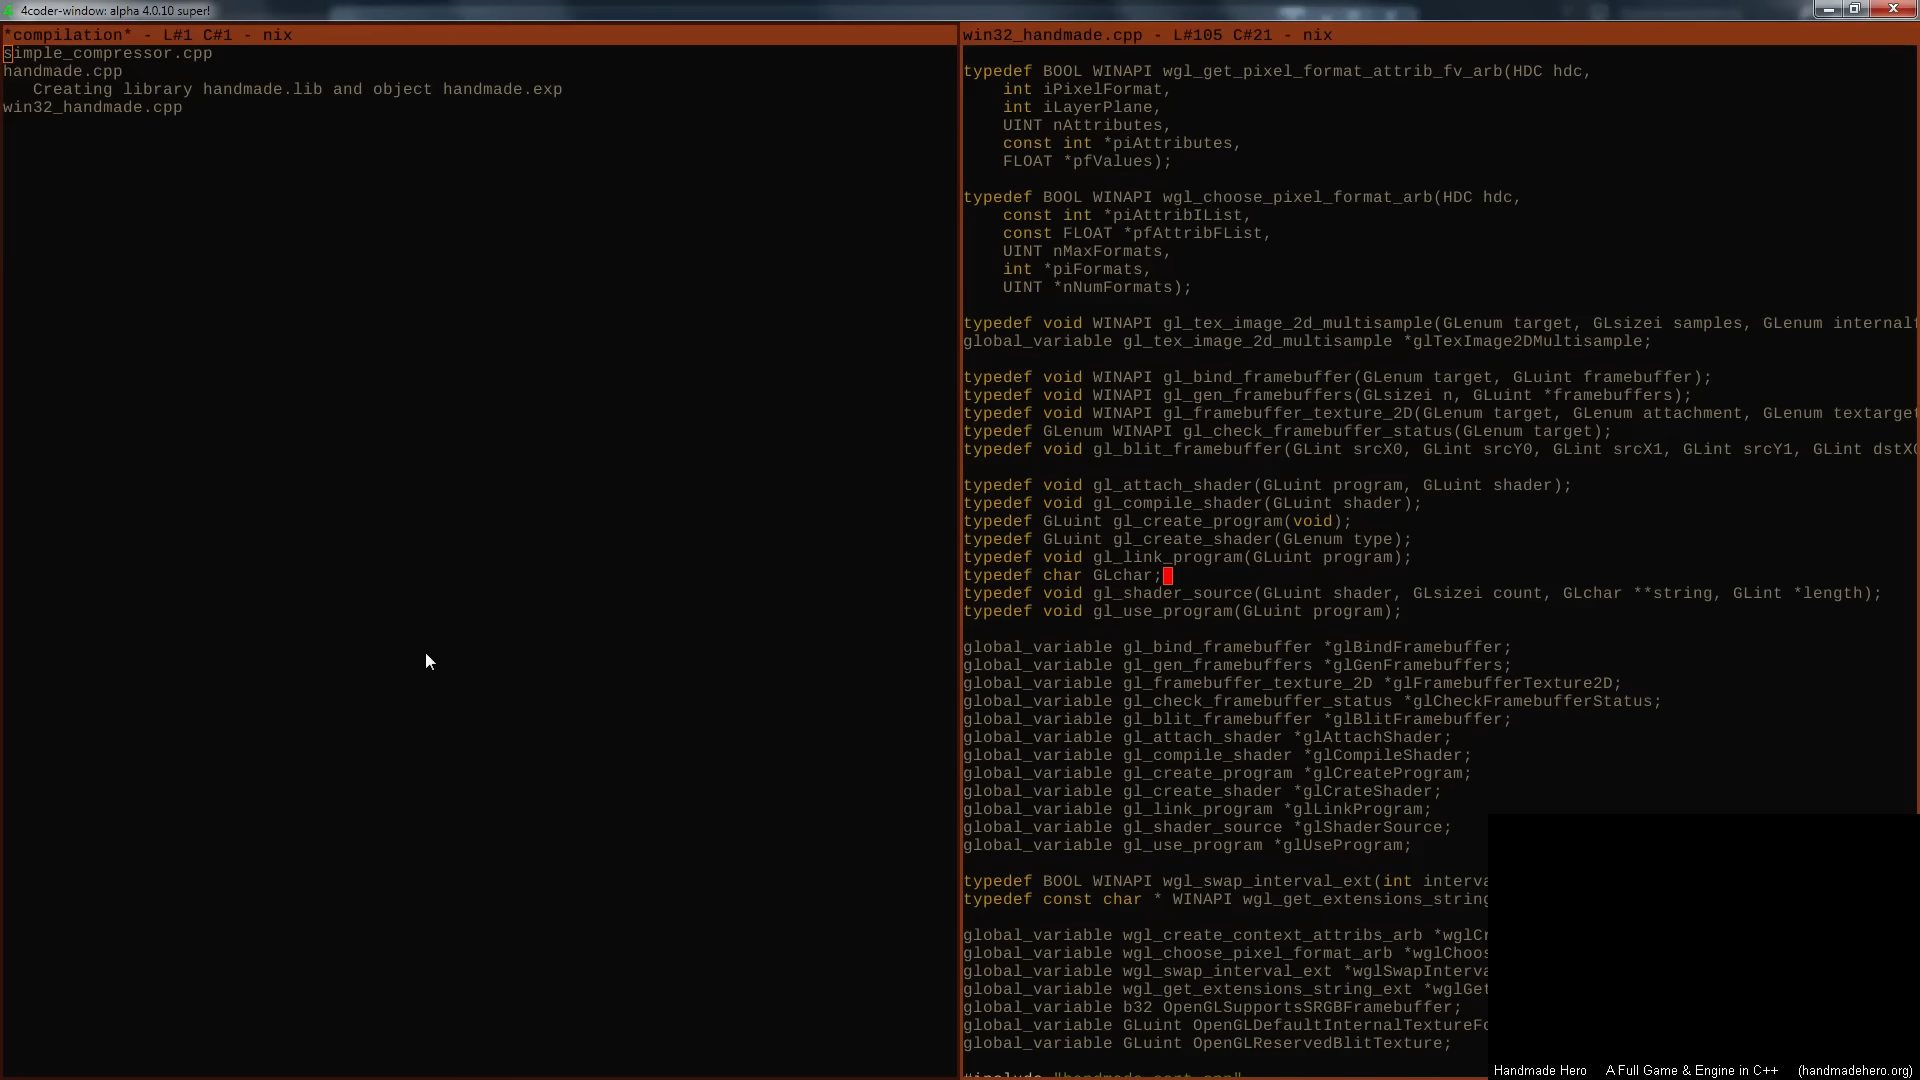 4coder-window: alpha 4.0.10 super!
*compilation* - L#1 C#1 - nix
simple_compressor.cpp
handmade.cpp
   Creating library handmade.lib and object handmade.exp
win32_handmade.cpp
win32_handmade.cpp - L#105 C#21 - nix
typedef BOOL WINAPI wgl_get_pixel_format_attrib_fv_arb(HDC hdc,
    int iPixelFormat,
    int iLayerPlane,
    UINT nAttributes,
    const int *piAttributes,
    FLOAT *pfValues);
typedef BOOL WINAPI wgl_choose_pixel_format_arb(HDC hdc,
    const int *piAttribIList,
    const FLOAT *pfAttribFList,
    UINT nMaxFormats,
    int *piFormats,
    UINT *nNumFormats);
typedef void WINAPI gl_tex_image_2d_multisample(GLenum target, GLsizei samples, GLenum internalf
global_variable gl_tex_image_2d_multisample *glTexImage2DMultisample;
typedef void WINAPI gl_bind_framebuffer(GLenum target, GLuint framebuffer);
typedef void WINAPI gl_gen_framebuffers(GLsizei n, GLuint *framebuffers);
typedef void WINAPI gl_framebuffer_texture_2D(GLenum target, GLenum attachment, GLenum textarget
typedef GLenum WINAPI gl_check_framebuffer_status(GLenum target);
typedef void gl_blit_framebuffer(GLint srcX0, GLint srcY0, GLint srcX1, GLint srcY1, GLint dstX0
typedef void gl_attach_shader(GLuint program, GLuint shader);
typedef void gl_compile_shader(GLuint shader);
typedef GLuint gl_create_program(void);
typedef GLuint gl_create_shader(GLenum type);
typedef void gl_link_program(GLuint program);
typedef char GLchar;
typedef void gl_shader_source(GLuint shader, GLsizei count, GLchar **string, GLint *length);
typedef void gl_use_program(GLuint program);
global_variable gl_bind_framebuffer *glBindFramebuffer;
global_variable gl_gen_framebuffers *glGenFramebuffers;
global_variable gl_framebuffer_texture_2D *glFramebufferTexture2D;
global_variable gl_check_framebuffer_status *glCheckFramebufferStatus;
global_variable gl_blit_framebuffer *glBlitFramebuffer;
global_variable gl_attach_shader *glAttachShader;
global_variable gl_compile_shader *glCompileShader;
global_variable gl_create_program *glCreateProgram;
global_variable gl_create_shader *glCrateShader;
global_variable gl_link_program *glLinkProgram;
global_variable gl_shader_source *glShaderSource;
global_variable gl_use_program *glUseProgram;
typedef BOOL WINAPI wgl_swap_interval_ext(int interva
typedef const char * WINAPI wgl_get_extensions_string
global_variable wgl_create_context_attribs_arb *wglCr
global_variable wgl_choose_pixel_format_arb *wglChoos
global_variable wgl_swap_interval_ext *wglSwapInterva
global_variable wgl_get_extensions_string_ext *wglGet
global_variable b32 OpenGLSupportsSRGBFramebuffer;
global_variable GLuint OpenGLDefaultInternalTextureFo
global_variable GLuint OpenGLReservedBlitTexture;
Handmade Hero   A Full Game & Engine in C++   (handmadehero.org)